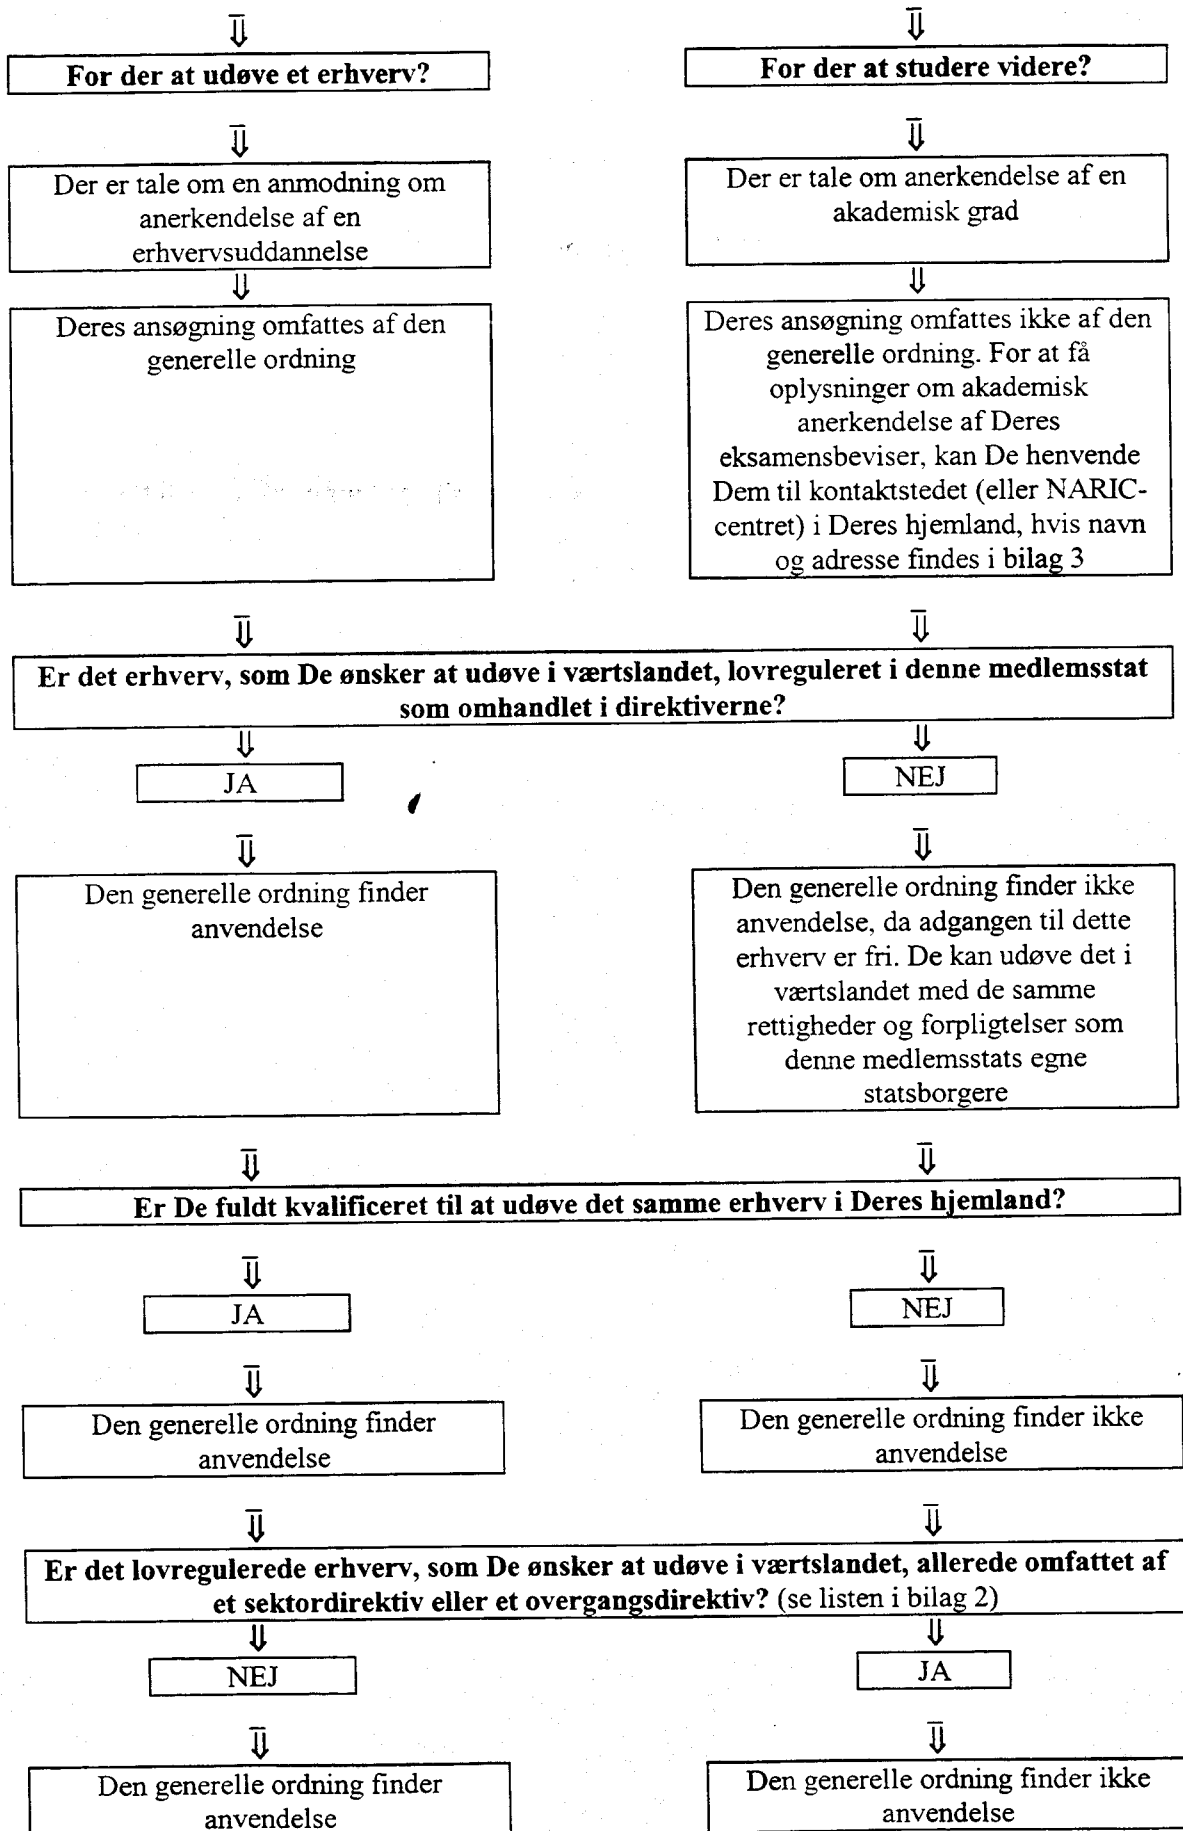 For der at udøve et erhverv?
For der at studere videre?
Der er tale om en anmodning om
anerkendelse af en
erhvervsuddannelse
Der er tale om anerkendelse af en
akademisk grad
Deres ansøgning omfattes af den
generelle ordning
Deres ansøgning omfattes ikke af den
generelle ordning. For at få
oplysninger om akademisk
anerkendelse af Deres
eksamensbeviser, kan De henvende
Dem til kontaktstedet (eller NARIC-
centret) i Deres hjemland, hvis navn
og adresse findes i bilag 3
Er det erhverv, som De ønsker at udøve i værtslandet, lovreguleret i denne medlemsstat
som omhandlet i direktiverne?
JA
NEJ
Den generelle ordning finder
anvendelse
Den generelle ordning finder ikke
anvendelse, da adgangen til dette
erhverv er fri. De kan udøve det i
værtslandet med de samme
rettigheder og forpligtelser som
denne medlemsstats egne
statsborgere
Er De fuldt kvalificeret til at udøve det samme erhverv i Deres hjemland?
JA
NEJ
Den generelle ordning finder
anvendelse
Den generelle ordning finder ikke
anvendelse
Er det lovregulerede erhverv, som De ønsker at udøve i værtslandet, allerede omfattet af
et sektordirektiv eller et overgangsdirektiv? (se listen i bilag 2)
NEJ
JA
Den generelle ordning finder
anvendelse
Den generelle ordning finder ikke
anvendelse